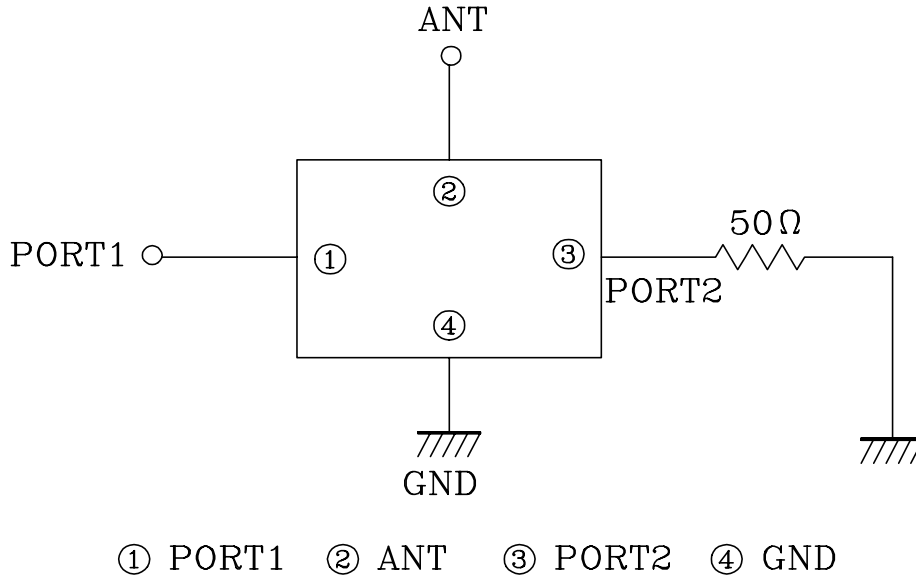 ANT
②
50Ω
PORT1
①
③
PORT2
④
GND
① PORT1 ② ANT ③ PORT2 ④ GND